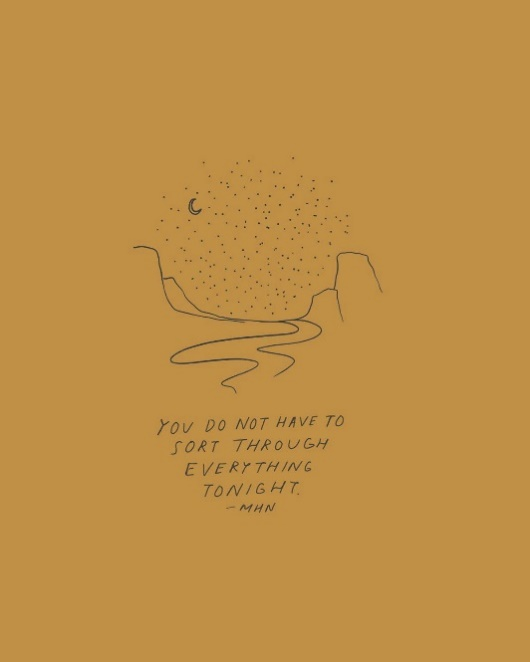 YOU DO NOT HAVE TO
SORT THROUGH
EVERYTHING
TONIGHT.
-MHN